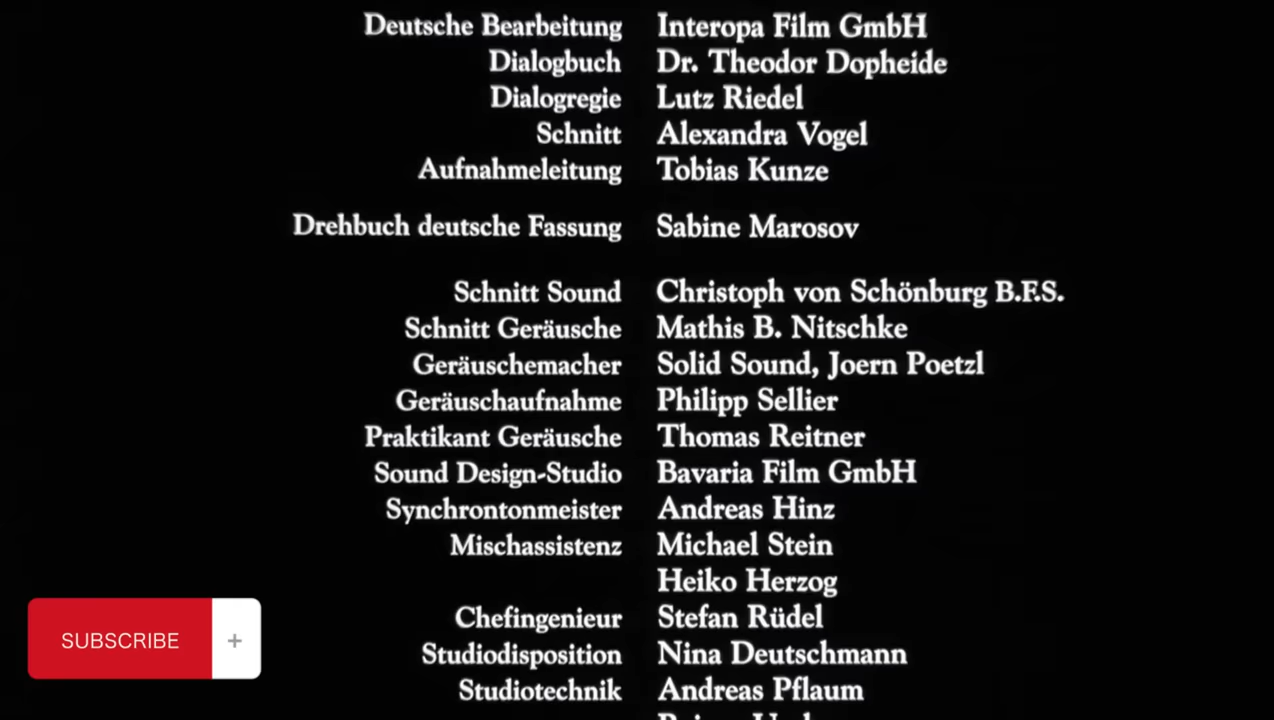 Deutsche Bearbeitung Interopa Film GmbH
Dialogbuch Dr. Theodor Dopheide
Dialogregie Lutz Riedel
Schnitt Alexandra Vogel
Aufnahmeleitung Tobias Kunze
Drehbuch deutsche Fassung Sabine Marosov
Schnitt Sound Christoph von Schönburg B.F.S.
Schnitt Geräusche Mathis B. Nitschke
Geräuschemacher Solid Sound, Joern Poetzl
Geräuschaufnahme Philipp Sellier
Praktikant Geräusche Thomas Reitner
Sound Design-Studio Bavaria Film GmbH
Synchrontonmeister Andreas Hinz
Mischassistenz Michael Stein
Heiko Herzog
Chefingenieur Stefan Rüdel
SUBSCRIBE +
Studiodisposition Nina Deutschmann
Studiotechnik Andreas Pflaum